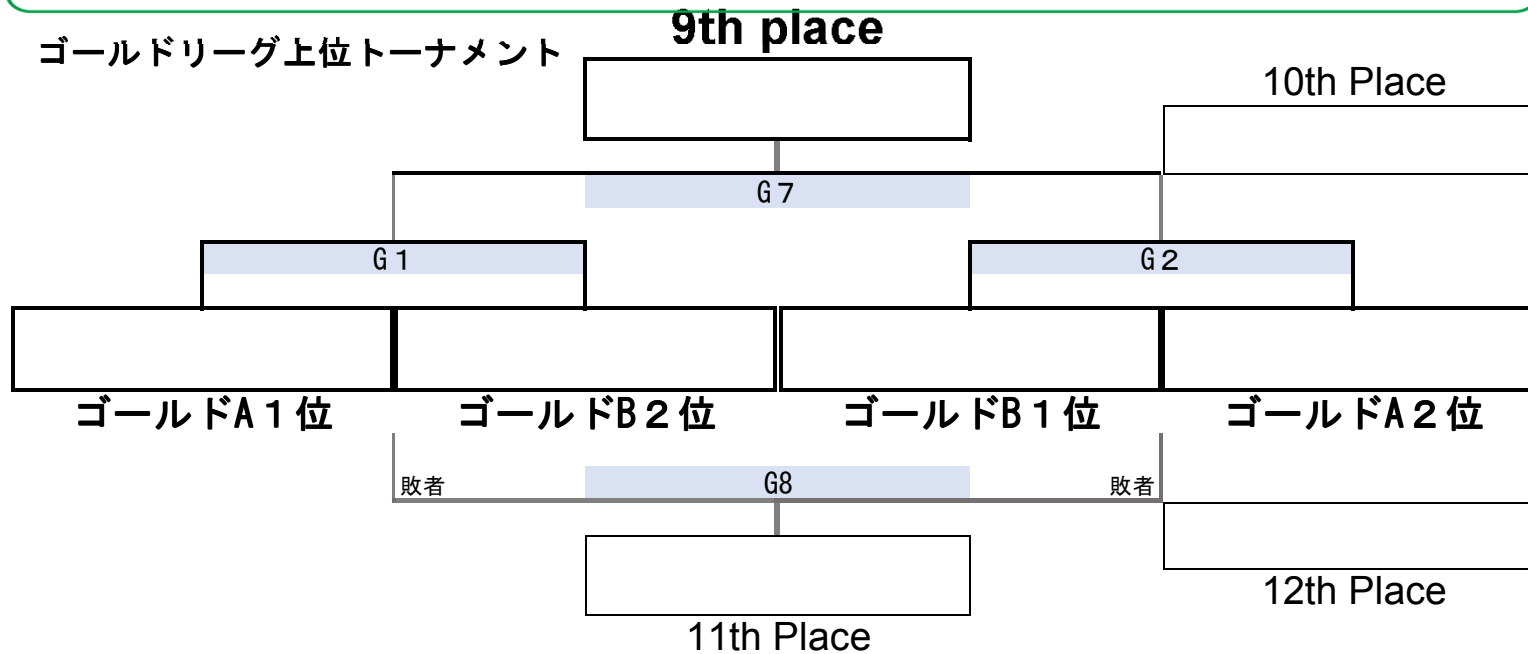 9th place
ゴールドリーグ上位トーナメント
10th Place
G７
G１
G２
ゴールドA１位
ゴールドB２位
ゴールドB１位
ゴールドA２位
敗者
G8
敗者
12th Place
11th Place